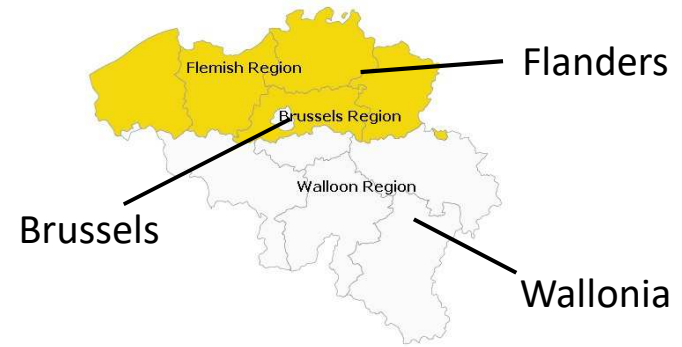 Flanders
Flemish Region
Brussels Region
Walloon Region
Brussels
Wallonia